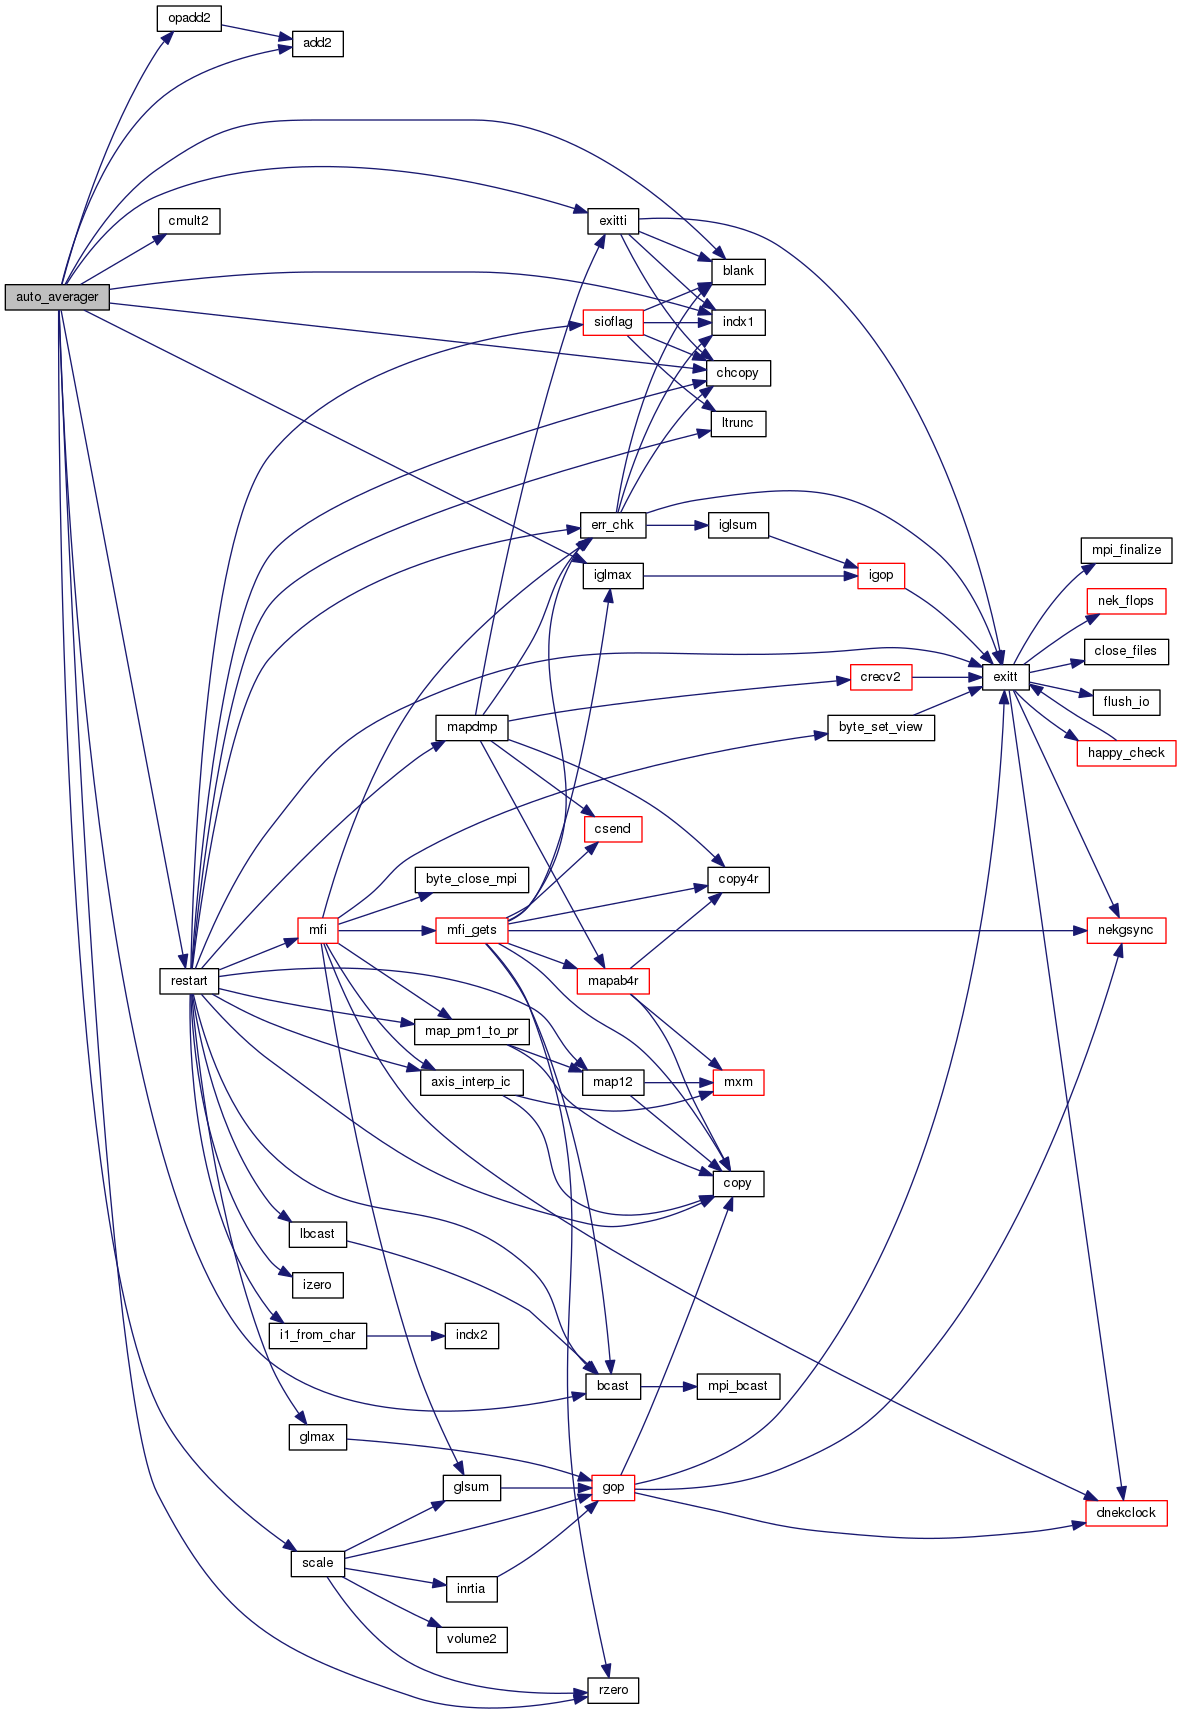 opadd2
add2
cmult2
exitti
blank
auto_averager
sioflag
indx1
chcopy
ltrunc
err_chk
iglsum
mpi_finalize
iglmax
igop
nek_flops
close_files
crecv2
exitt
flush_io
mapdmp
byte_set_view
happy_check
csend
byte_close_mpi
copy4r
mfi
mfi_gets
nekgsync
restart
mapab4r
map_pm1_to_pr
axis_interp_ic
map12
mxm
copy
lbcast
izero
i1_from_char
indx2
bcast
mpi_bcast
glmax
glsum
gop
dnekclock
scale
inrtia
volume2
rzero